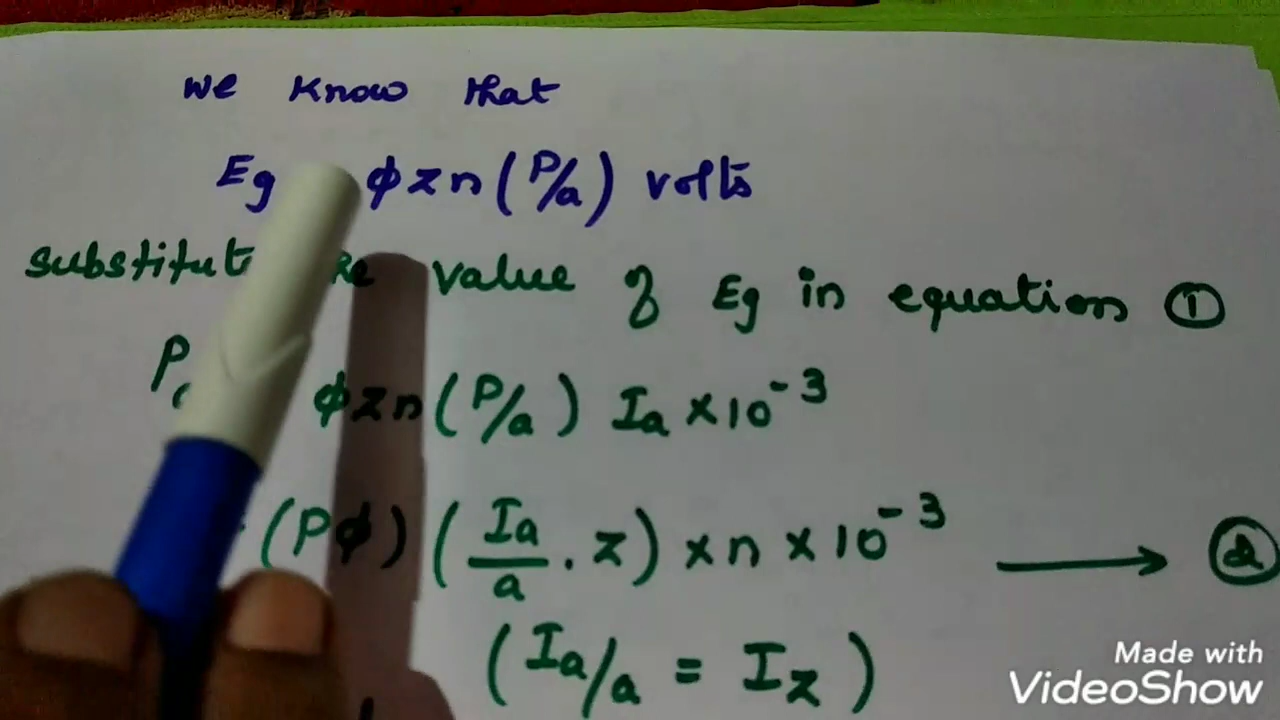 We know that
Eg φzn (P/a) volts
substitut value of Eg in equation ①
P φzn (P/a) Ia × 10⁻³
(Pφ) (Ia/a . z) × n × 10⁻³ → ②
(Ia/a = Iz)
Made with
VideoShow